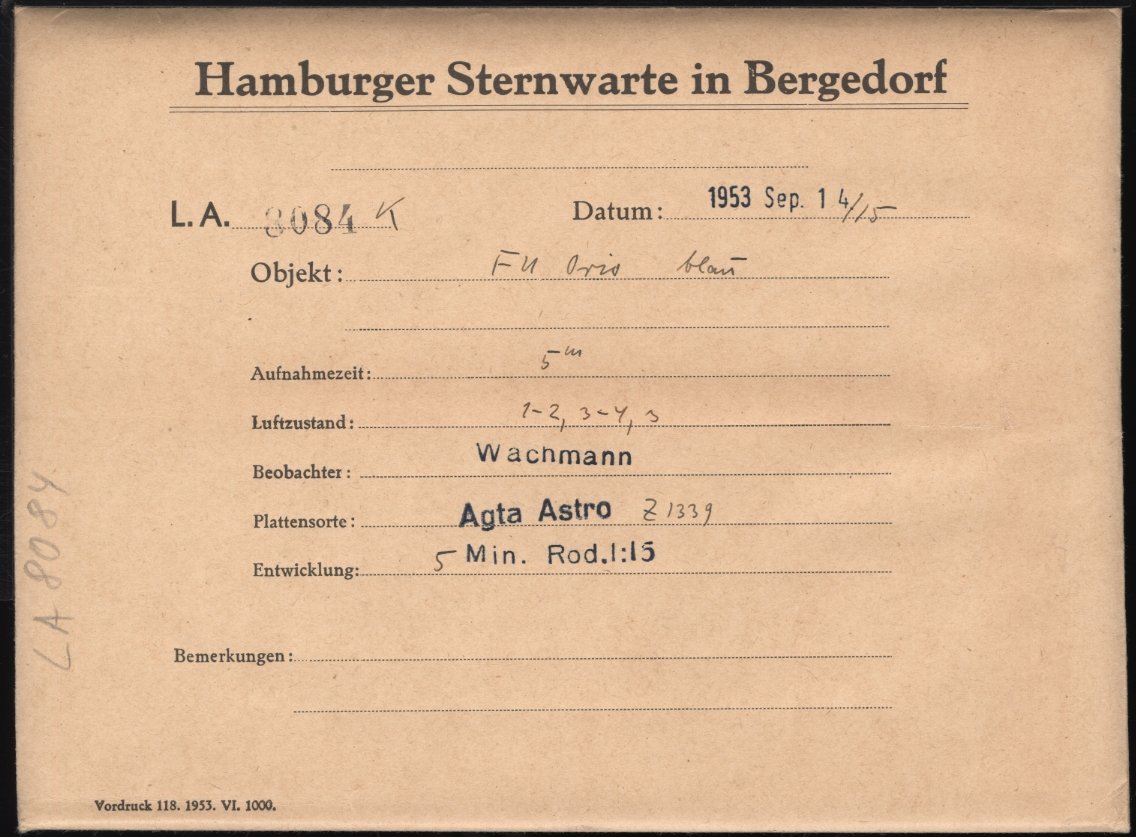 Hamburger Sternwarte in Bergedorf
L.A. 8084 K Datum: 1953 Sep. 14/15
Objekt: FU Oris blau
Aufnahmezeit: 5m
Luftzustand: 1-2, 3-4, 3
Beobachter: Wachmann
Plattensorte: Agfa Astro Z 1339
Entwicklung: 5 Min. Rod.1:15
Bemerkungen:
Vordruck 118. 1953. VI. 1000.
LA 8084